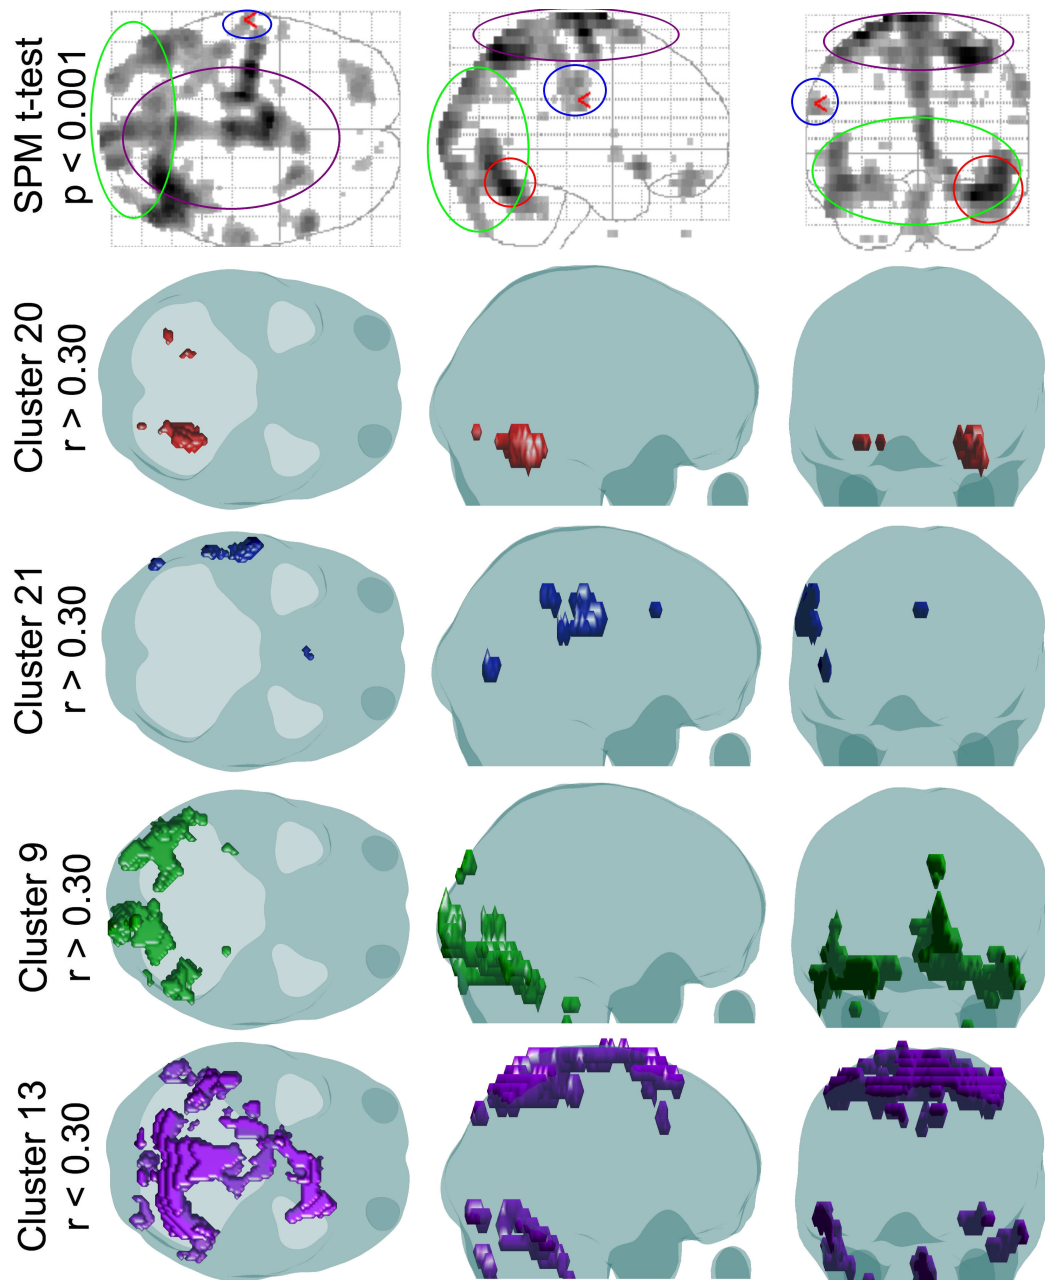 SPM t-test
p < 0.001
<
<
<
Cluster 20
r > 0.30
Cluster 21
r > 0.30
Cluster 9
r > 0.30
Cluster 13
r < 0.30